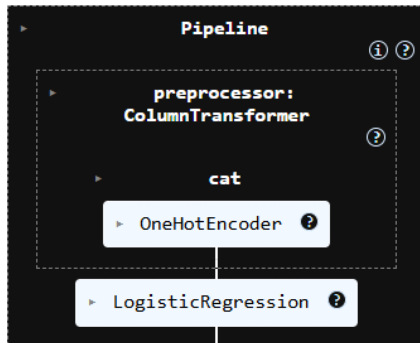 Pipeline
i ?
preprocessor:
ColumnTransformer
?
cat
OneHotEncoder ?
LogisticRegression ?